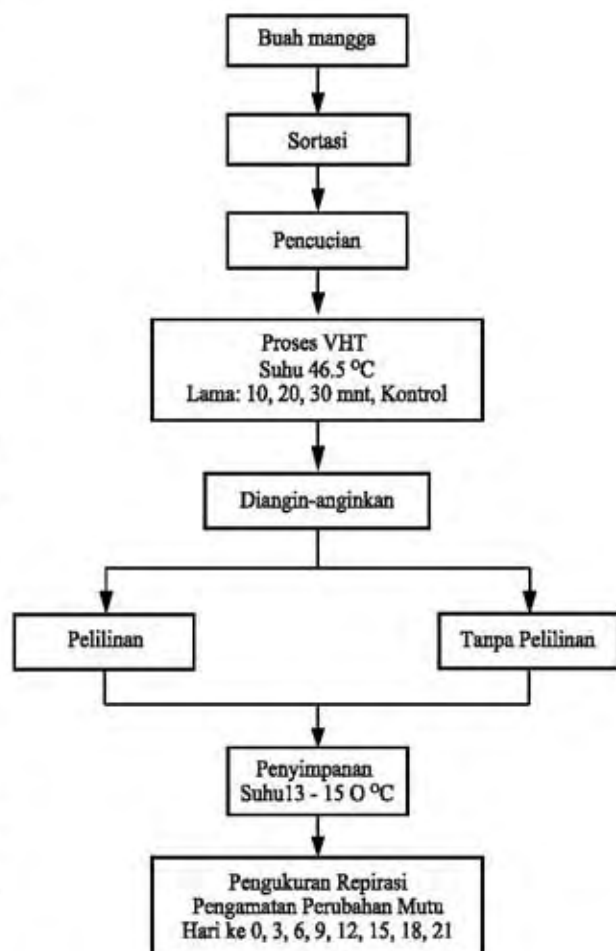 Buah mangga
Sortasi
Pencucian
Proses VHT
Suhu 46.5 °C
Lama: 10, 20, 30 mnt, Kontrol
Diangin-anginkan
Pelilinan
Tanpa Pelilinan
Penyimpanan
Suhu13 - 15 O °C
Pengukuran Repirasi
Pengamatan Perubahan Mutu
Hari ke 0, 3, 6, 9, 12, 15, 18, 21